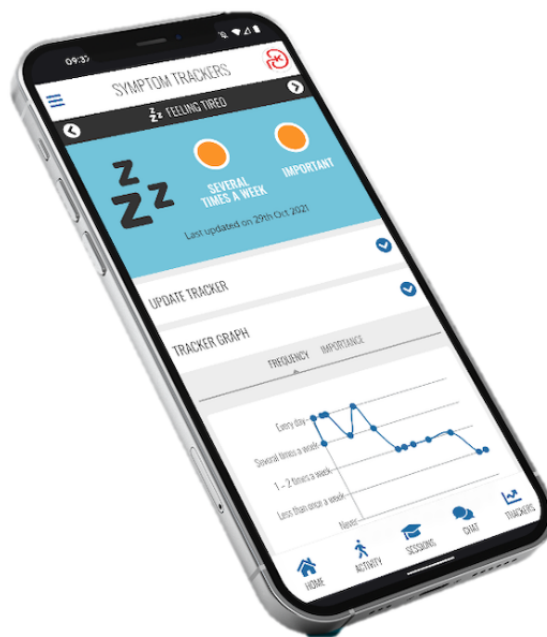 09:37
SYMPTOM TRACKERS
FEELING TIRED
SEVERAL
TIMES A WEEK
IMPORTANT
Last updated on 29th Oct 2021
UPDATE TRACKER
TRACKER GRAPH
FREQUENCY IMPORTANCE
Every day
Several times a week
1 – 2 times a week
Less than once a week
Never
HOME
ACTIVITY
SESSIONS
CHAT
TRACKERS